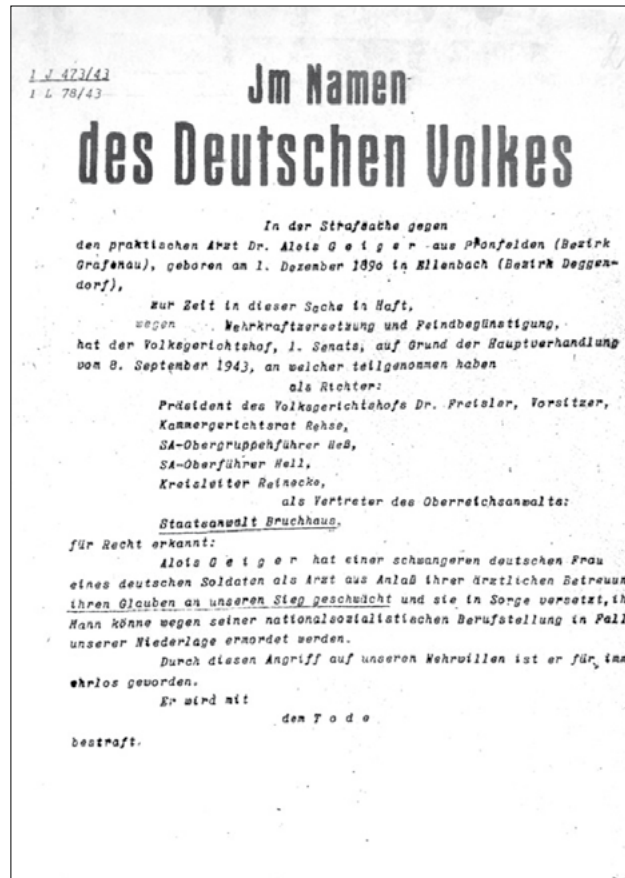 1 J 473/43
1 L 78/43
Jm Namen
des Deutschen Volkes
In der Strafsache gegen
den praktischen Arzt Dr. Alois G e i g e r aus Phonfelden (Bezirk
Grafenau), geboren am 1. Dezember 1890 in Ellenbach (Bezirk Deggen-
dorf),
zur Zeit in dieser Sache in Haft,
wegen Wehrkraftzersetzung und Feindbegünstigung,
hat der Volksgerichtshof, 1. Senats, auf Grund der Hauptverhandlung
vom 8. September 1943, an welcher teilgenommen haben
als Richter:
Präsident des Volksgerichtshofs Dr. Freisler, Vorsitzer,
Kammergerichtsrat Rehse,
SA-Obergruppenführer Heß,
SA-Oberführer Hell,
Kreisleiter Reinecke,
als Vertreter des Oberreichsanwalts:
Staatsanwalt Bruchhaus,
für Recht erkannt:
Alois G e i g e r hat einer schwangeren deutschen Frau
eines deutschen Soldaten als Arzt aus Anlaß ihrer ärztlichen Betreuun
ihren Glauben an unseren Sieg geschwächt und sie in Sorge versetzt, ih
Mann könne wegen seiner nationalsozialistischen Berufstellung in Fall
unserer Niederlage ermordet werden.
Durch diesen Angriff auf unseren Wehrwillen ist er für imm
ehrlos geworden.
Er wird mit
dem T o d e
bestraft.